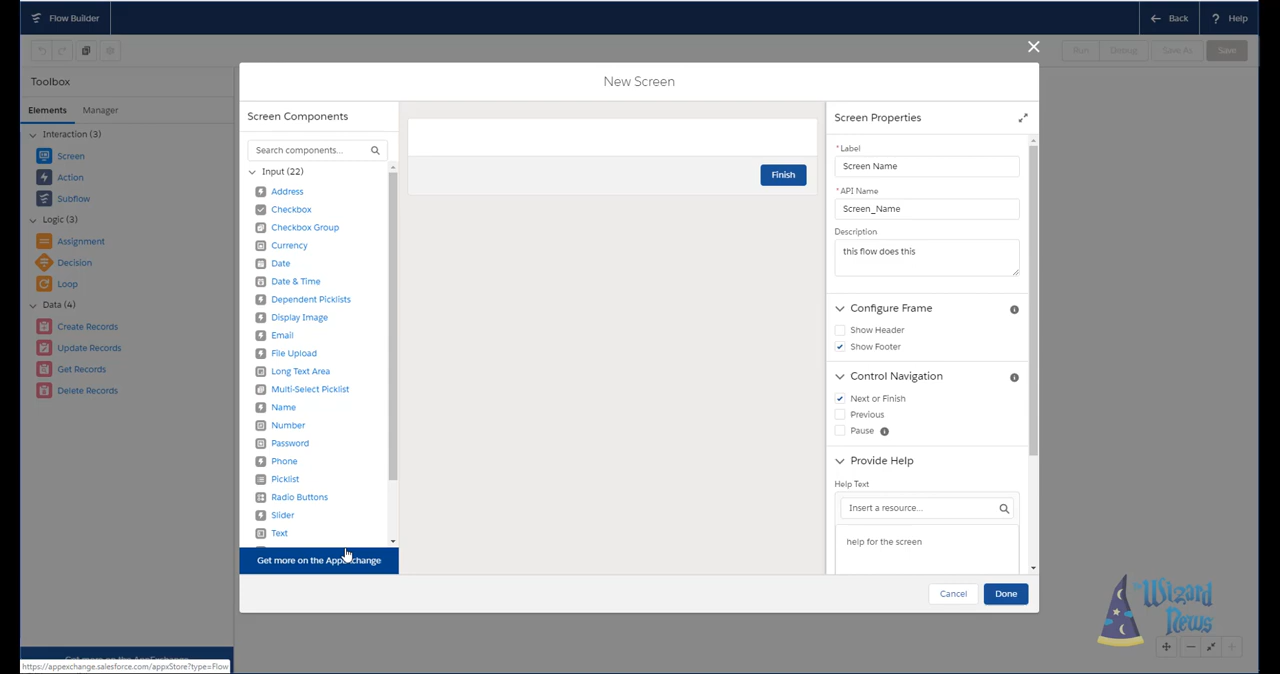 Flow Builder
Back
? Help
Run
Debug
Save As
Save
Toolbox
Elements
Manager
Interaction (3)
Screen
Action
Subflow
Logic (3)
Assignment
Decision
Loop
Data (4)
Create Records
Update Records
Get Records
Delete Records
New Screen
Screen Components
Search components...
Input (22)
Address
Checkbox
Checkbox Group
Currency
Date
Date & Time
Dependent Picklists
Display Image
Email
File Upload
Long Text Area
Multi-Select Picklist
Name
Number
Password
Phone
Picklist
Radio Buttons
Slider
Text
Get more on the AppExchange
Finish
Screen Properties
*Label
Screen Name
*API Name
Screen_Name
Description
this flow does this
Configure Frame
Show Header
Show Footer
Control Navigation
Next or Finish
Previous
Pause
Provide Help
Help Text
Insert a resource...
help for the screen
Cancel
Done
Wizard
News
https://appexchange.salesforce.com/appxStore?type=Flow